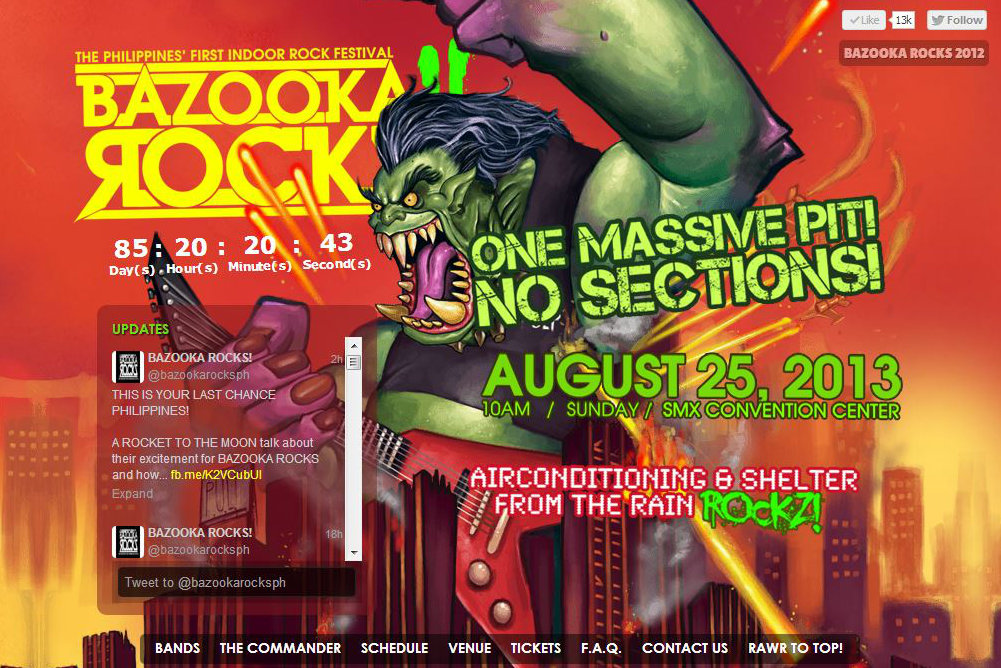 Like
13k
Follow
BAZOOKA ROCKS 2012
THE PHILIPPINES' FIRST INDOOR ROCK FESTIVAL
BAZOOKA
ROCK
ONE MASSIVE PIT!
NO SECTIONS!
85 : 20 : 20 : 43
Day(s) Hour(s) Minute(s) Second(s)
AUGUST 25, 2013
10AM / SUNDAY / SMX CONVENTION CENTER
AIRCONDITIONING & SHELTER
FROM THE RAIN ROCKZ!
UPDATES
BAZOOKA ROCKS! 2h
@bazookarocksph
THIS IS YOUR LAST CHANCE
PHILIPPINES!
A ROCKET TO THE MOON talk about
their excitement for BAZOOKA ROCKS
and how... fb.me/K2VCubUI
Expand
BAZOOKA ROCKS! 18h
@bazookarocksph
Tweet to @bazookarocksph
BANDS THE COMMANDER SCHEDULE VENUE TICKETS F.A.Q. CONTACT US RAWR TO TOP!